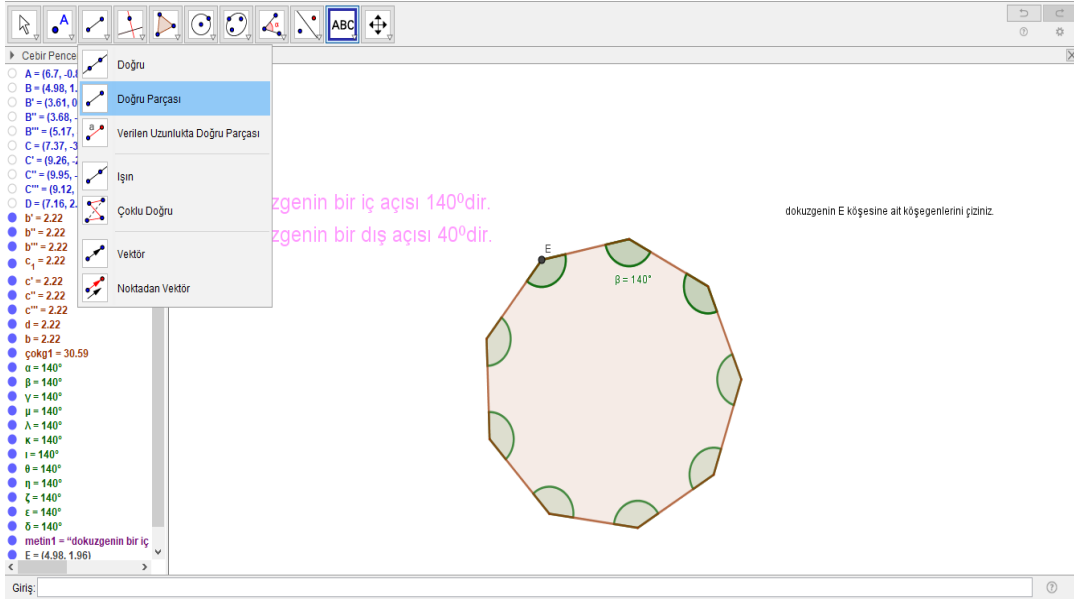 A
α
ABC
Cebir Pence
A = (6.7, -0.8
B = (4.98, 1.
B' = (3.61, 0
B'' = (3.68, -
B''' = (5.17,
C = (7.37, -3
C' = (9.26, -2
C'' = (9.95, -
C''' = (9.12,
D = (7.16, 2.
b' = 2.22
b'' = 2.22
b''' = 2.22
c₁ = 2.22
c' = 2.22
c'' = 2.22
c''' = 2.22
d = 2.22
b = 2.22
çokg1 = 30.59
α = 140°
β = 140°
γ = 140°
μ = 140°
λ = 140°
κ = 140°
ι = 140°
θ = 140°
η = 140°
ζ = 140°
ε = 140°
δ = 140°
metin1 = “dokuzgenin bir iç
E = (4.98, 1.96)
Doğru
Doğru Parçası
a
Verilen Uzunlukta Doğru Parçası
Işın
Çoklu Doğru
Vektör
Noktadan Vektör
zgenin bir iç açısı 140⁰dir.
zgenin bir dış açısı 40⁰dir.
dokuzgenin E köşesine ait köşegenlerini çiziniz.
E
β = 140°
Giriş: